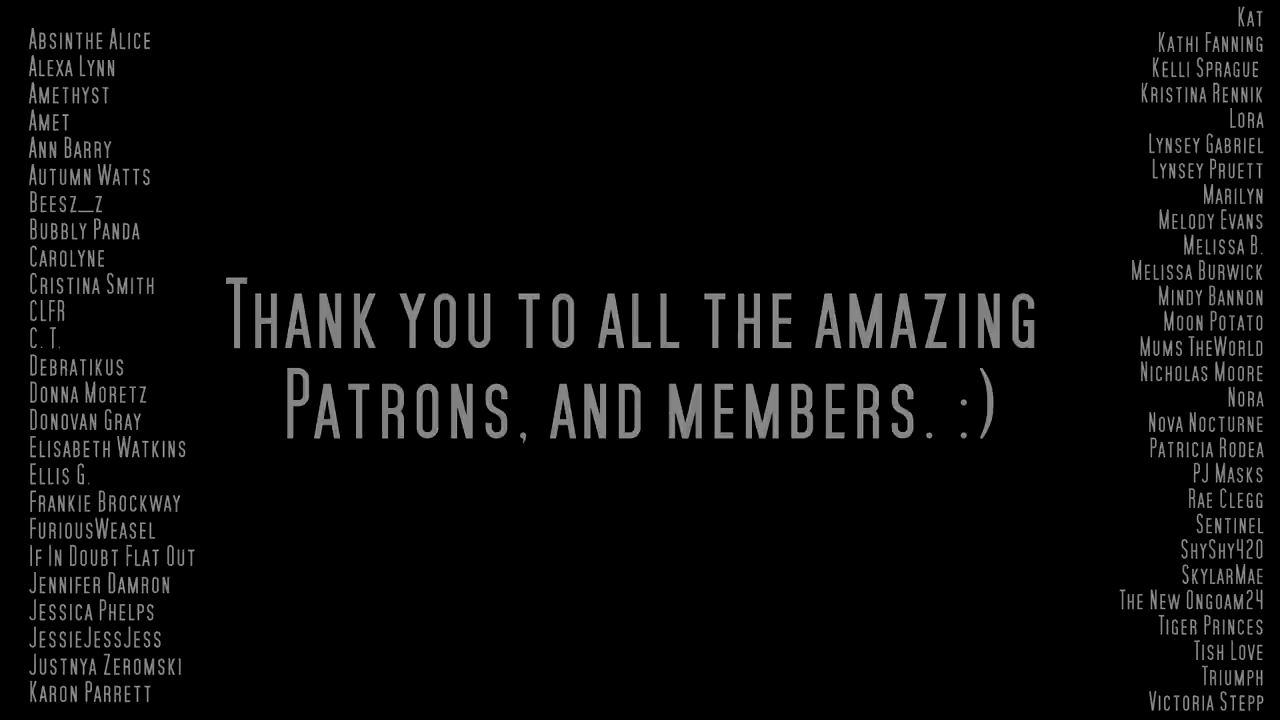 Absinthe Alice
Alexa Lynn
Amethyst
Amet
Ann Barry
Autumn Watts
Beesz_z
Bubbly Panda
Carolyne
Cristina Smith
CLFR
C. T.
Debratikus
Donna Moretz
Donovan Gray
Elisabeth Watkins
Ellis G.
Frankie Brockway
FuriousWeasel
If In Doubt Flat Out
Jennifer Damron
Jessica Phelps
JessieJessJess
Justnya Zeromski
Karon Parrett
Thank you to all the amazing
Patrons, and members. :)
Kat
Kathi Fanning
Kelli Sprague
Kristina Rennik
Lora
Lynsey Gabriel
Lynsey Pruett
Marilyn
Melody Evans
Melissa B.
Melissa Burwick
Mindy Bannon
Moon Potato
Mums TheWorld
Nicholas Moore
Nora
Nova Nocturne
Patricia Rodea
PJ Masks
Rae Clegg
Sentinel
ShyShy420
SkylarMae
The New Ongoam24
Tiger Princes
Tish Love
Triumph
Victoria Stepp